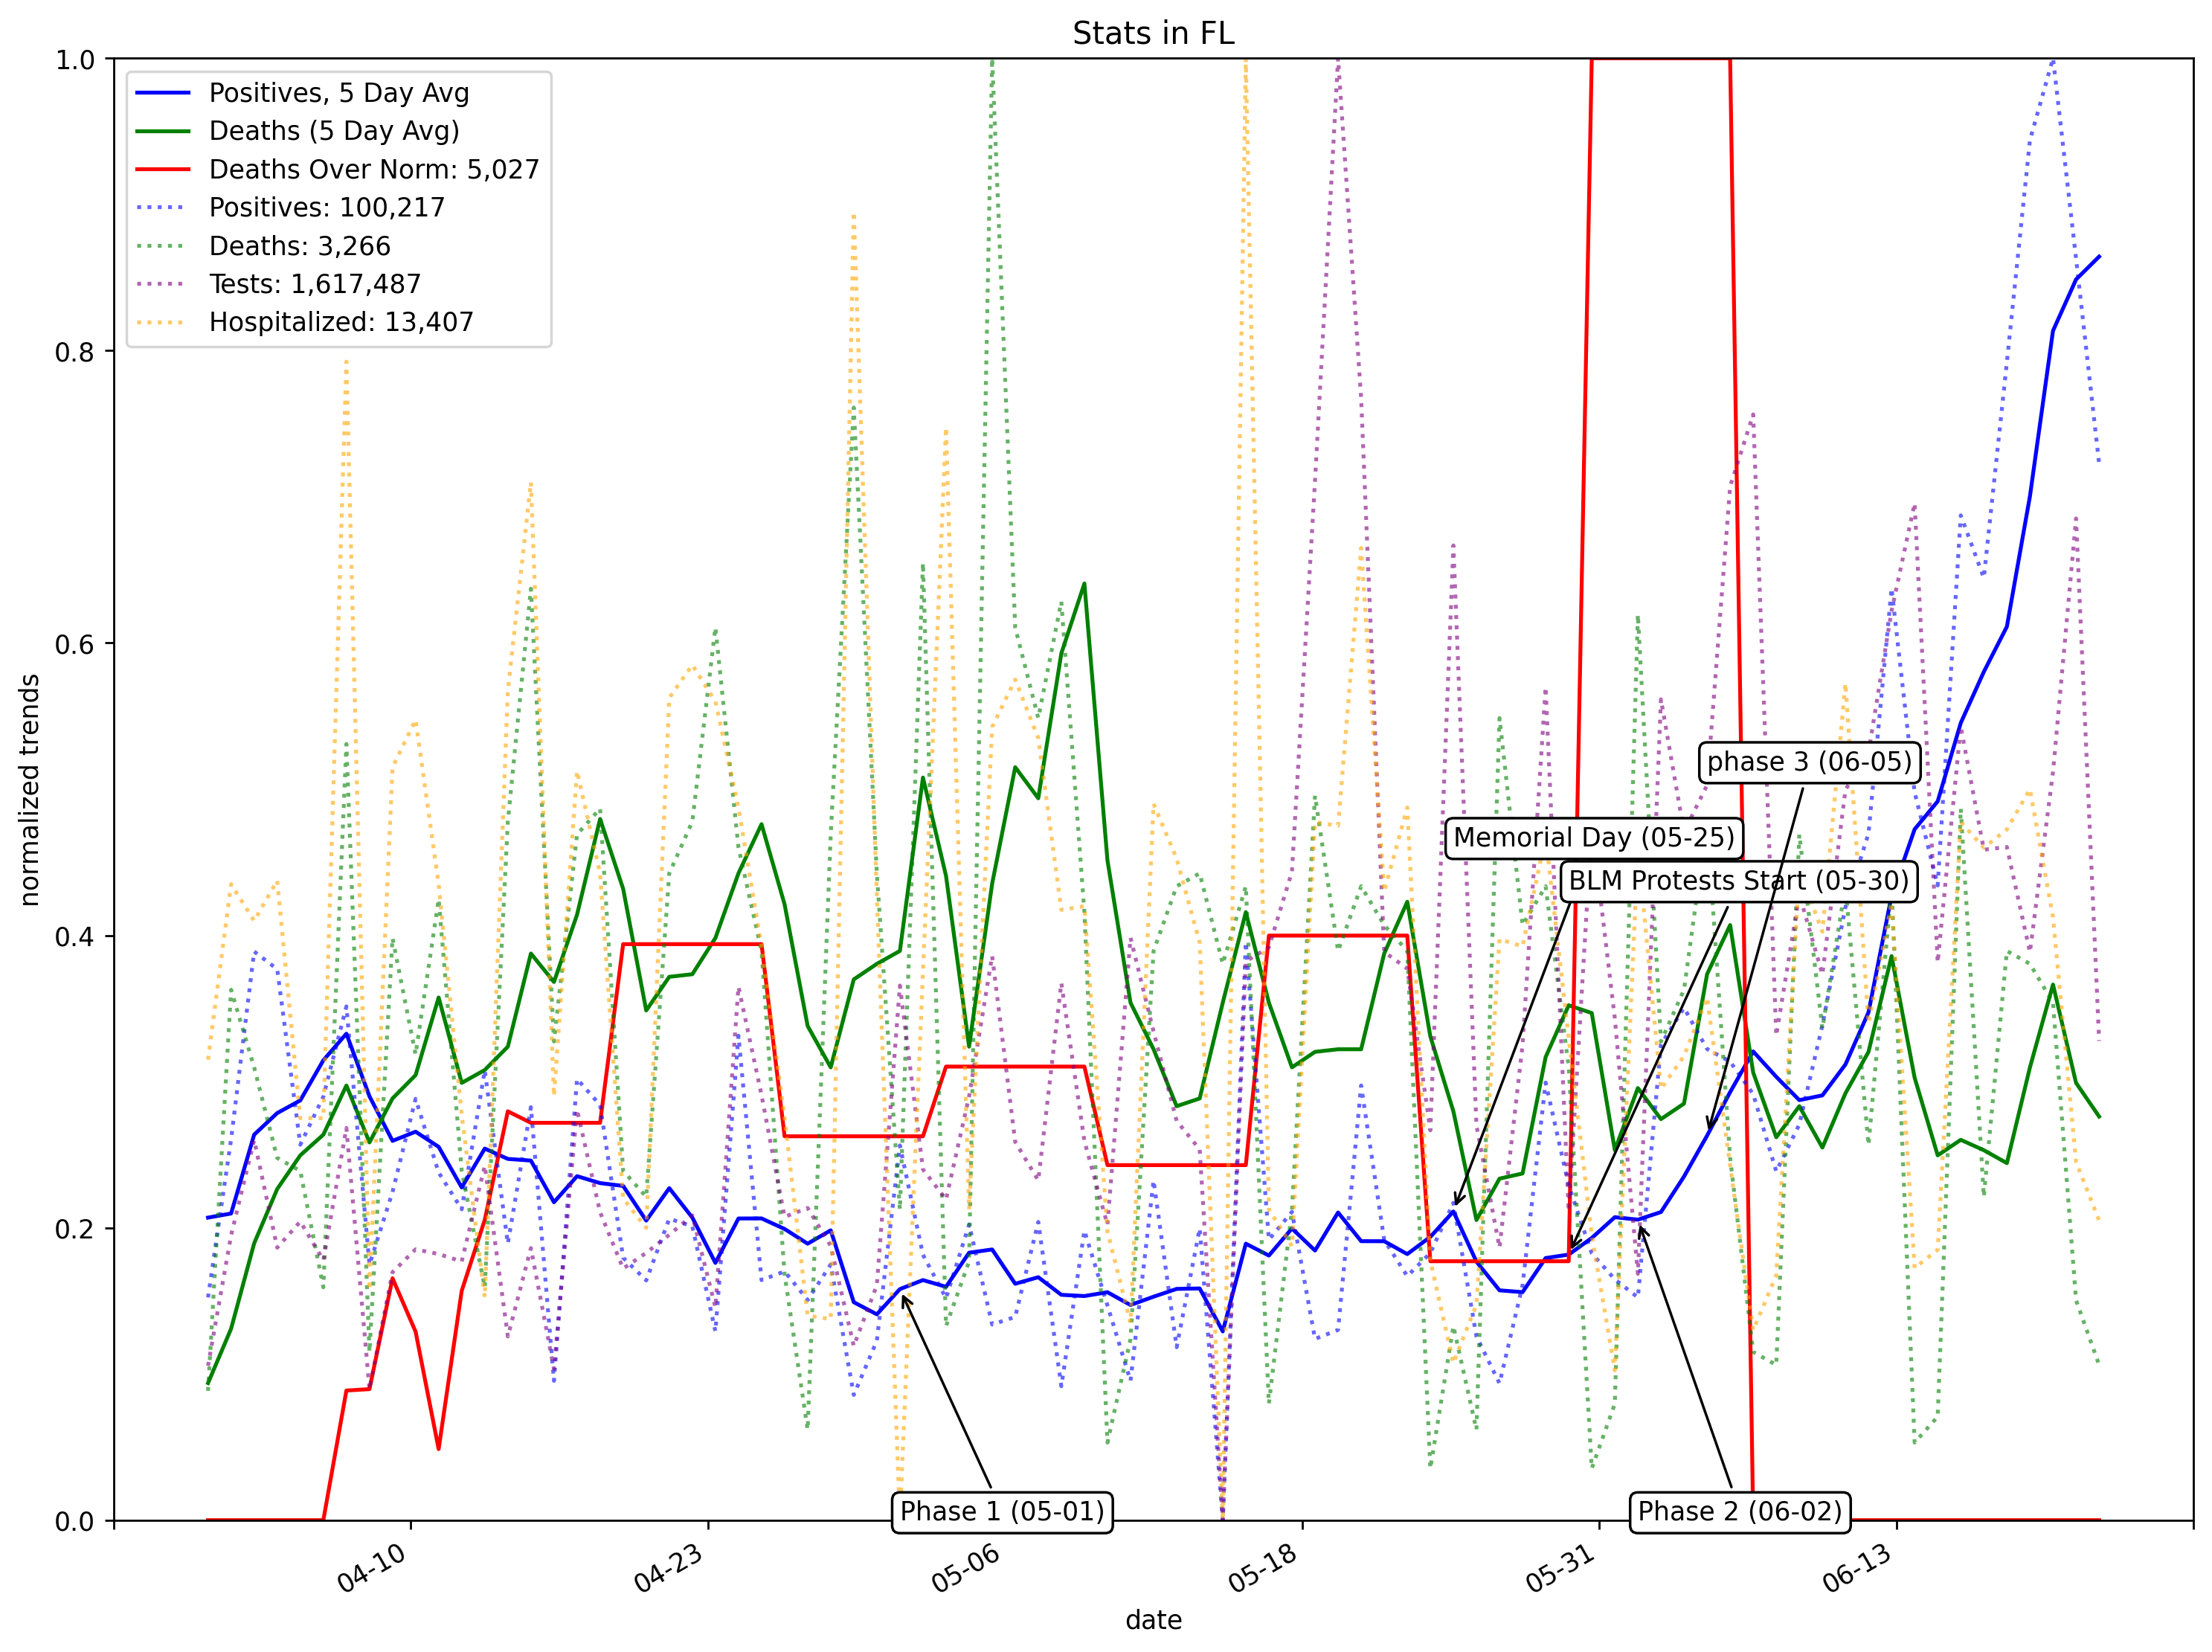 Stats in FL
1.0
0.8
0.6
0.4
0.2
0.0
normalized trends
Positives, 5 Day Avg
Deaths (5 Day Avg)
Deaths Over Norm: 5,027
Positives: 100,217
Deaths: 3,266
Tests: 1,617,487
Hospitalized: 13,407
phase 3 (06-05)
Memorial Day (05-25)
BLM Protests Start (05-30)
Phase 1 (05-01)
Phase 2 (06-02)
04-10
04-23
05-06
05-18
05-31
06-13
date